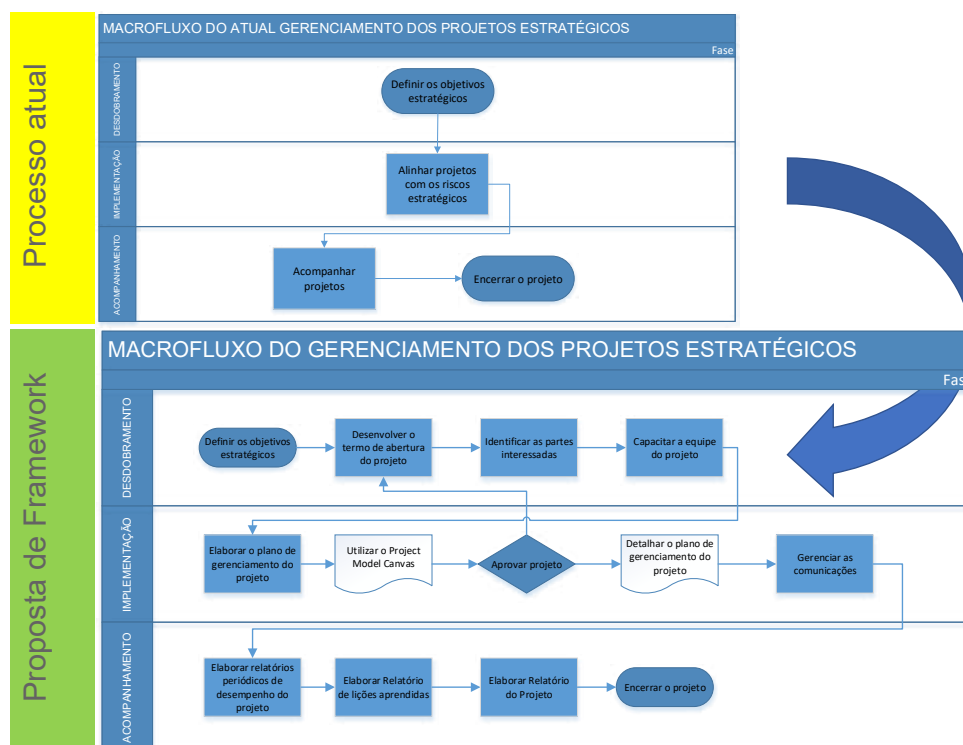 Processo atual
MACROFLUXO DO ATUAL GERENCIAMENTO DOS PROJETOS ESTRATÉGICOS
Fase
DESDOBRAMENTO
Definir os objetivos
estratégicos
IMPLEMENTAÇÃO
Alinhar projetos
com os riscos
estratégicos
ACOMPANHAMENTO
Acompanhar
projetos
Encerrar o projeto
Proposta de Framework
MACROFLUXO DO GERENCIAMENTO DOS PROJETOS ESTRATÉGICOS
Fas
DESDOBRAMENTO
Definir os objetivos
estratégicos
Desenvolver o
termo de abertura
do projeto
Identificar as partes
interessadas
Capacitar a equipe
do projeto
IMPLEMENTAÇÃO
Elaborar o plano de
gerenciamento do
projeto
Utilizar o Project
Model Canvas
Aprovar projeto
Detalhar o plano de
gerenciamento do
projeto
Gerenciar as
comunicações
ACOMPANHAMENTO
Elaborar relatórios
periódicos de
desempenho do
projeto
Elaborar Relatório
de lições aprendidas
Elaborar Relatório
do Projeto
Encerrar o projeto